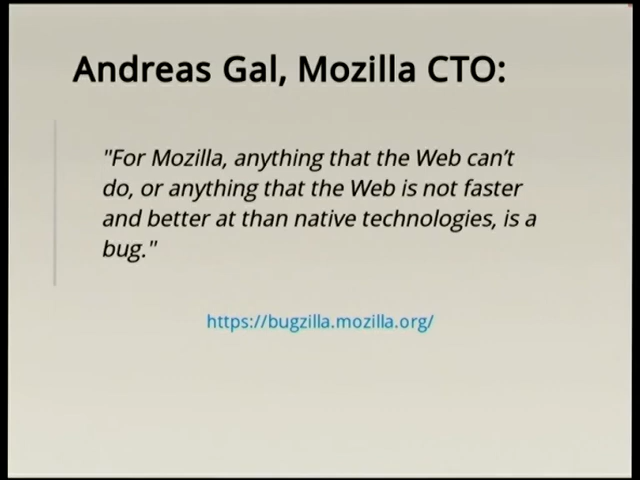 Andreas Gal, Mozilla CTO:
"For Mozilla, anything that the Web can’t
do, or anything that the Web is not faster
and better at than native technologies, is a
bug."
https://bugzilla.mozilla.org/